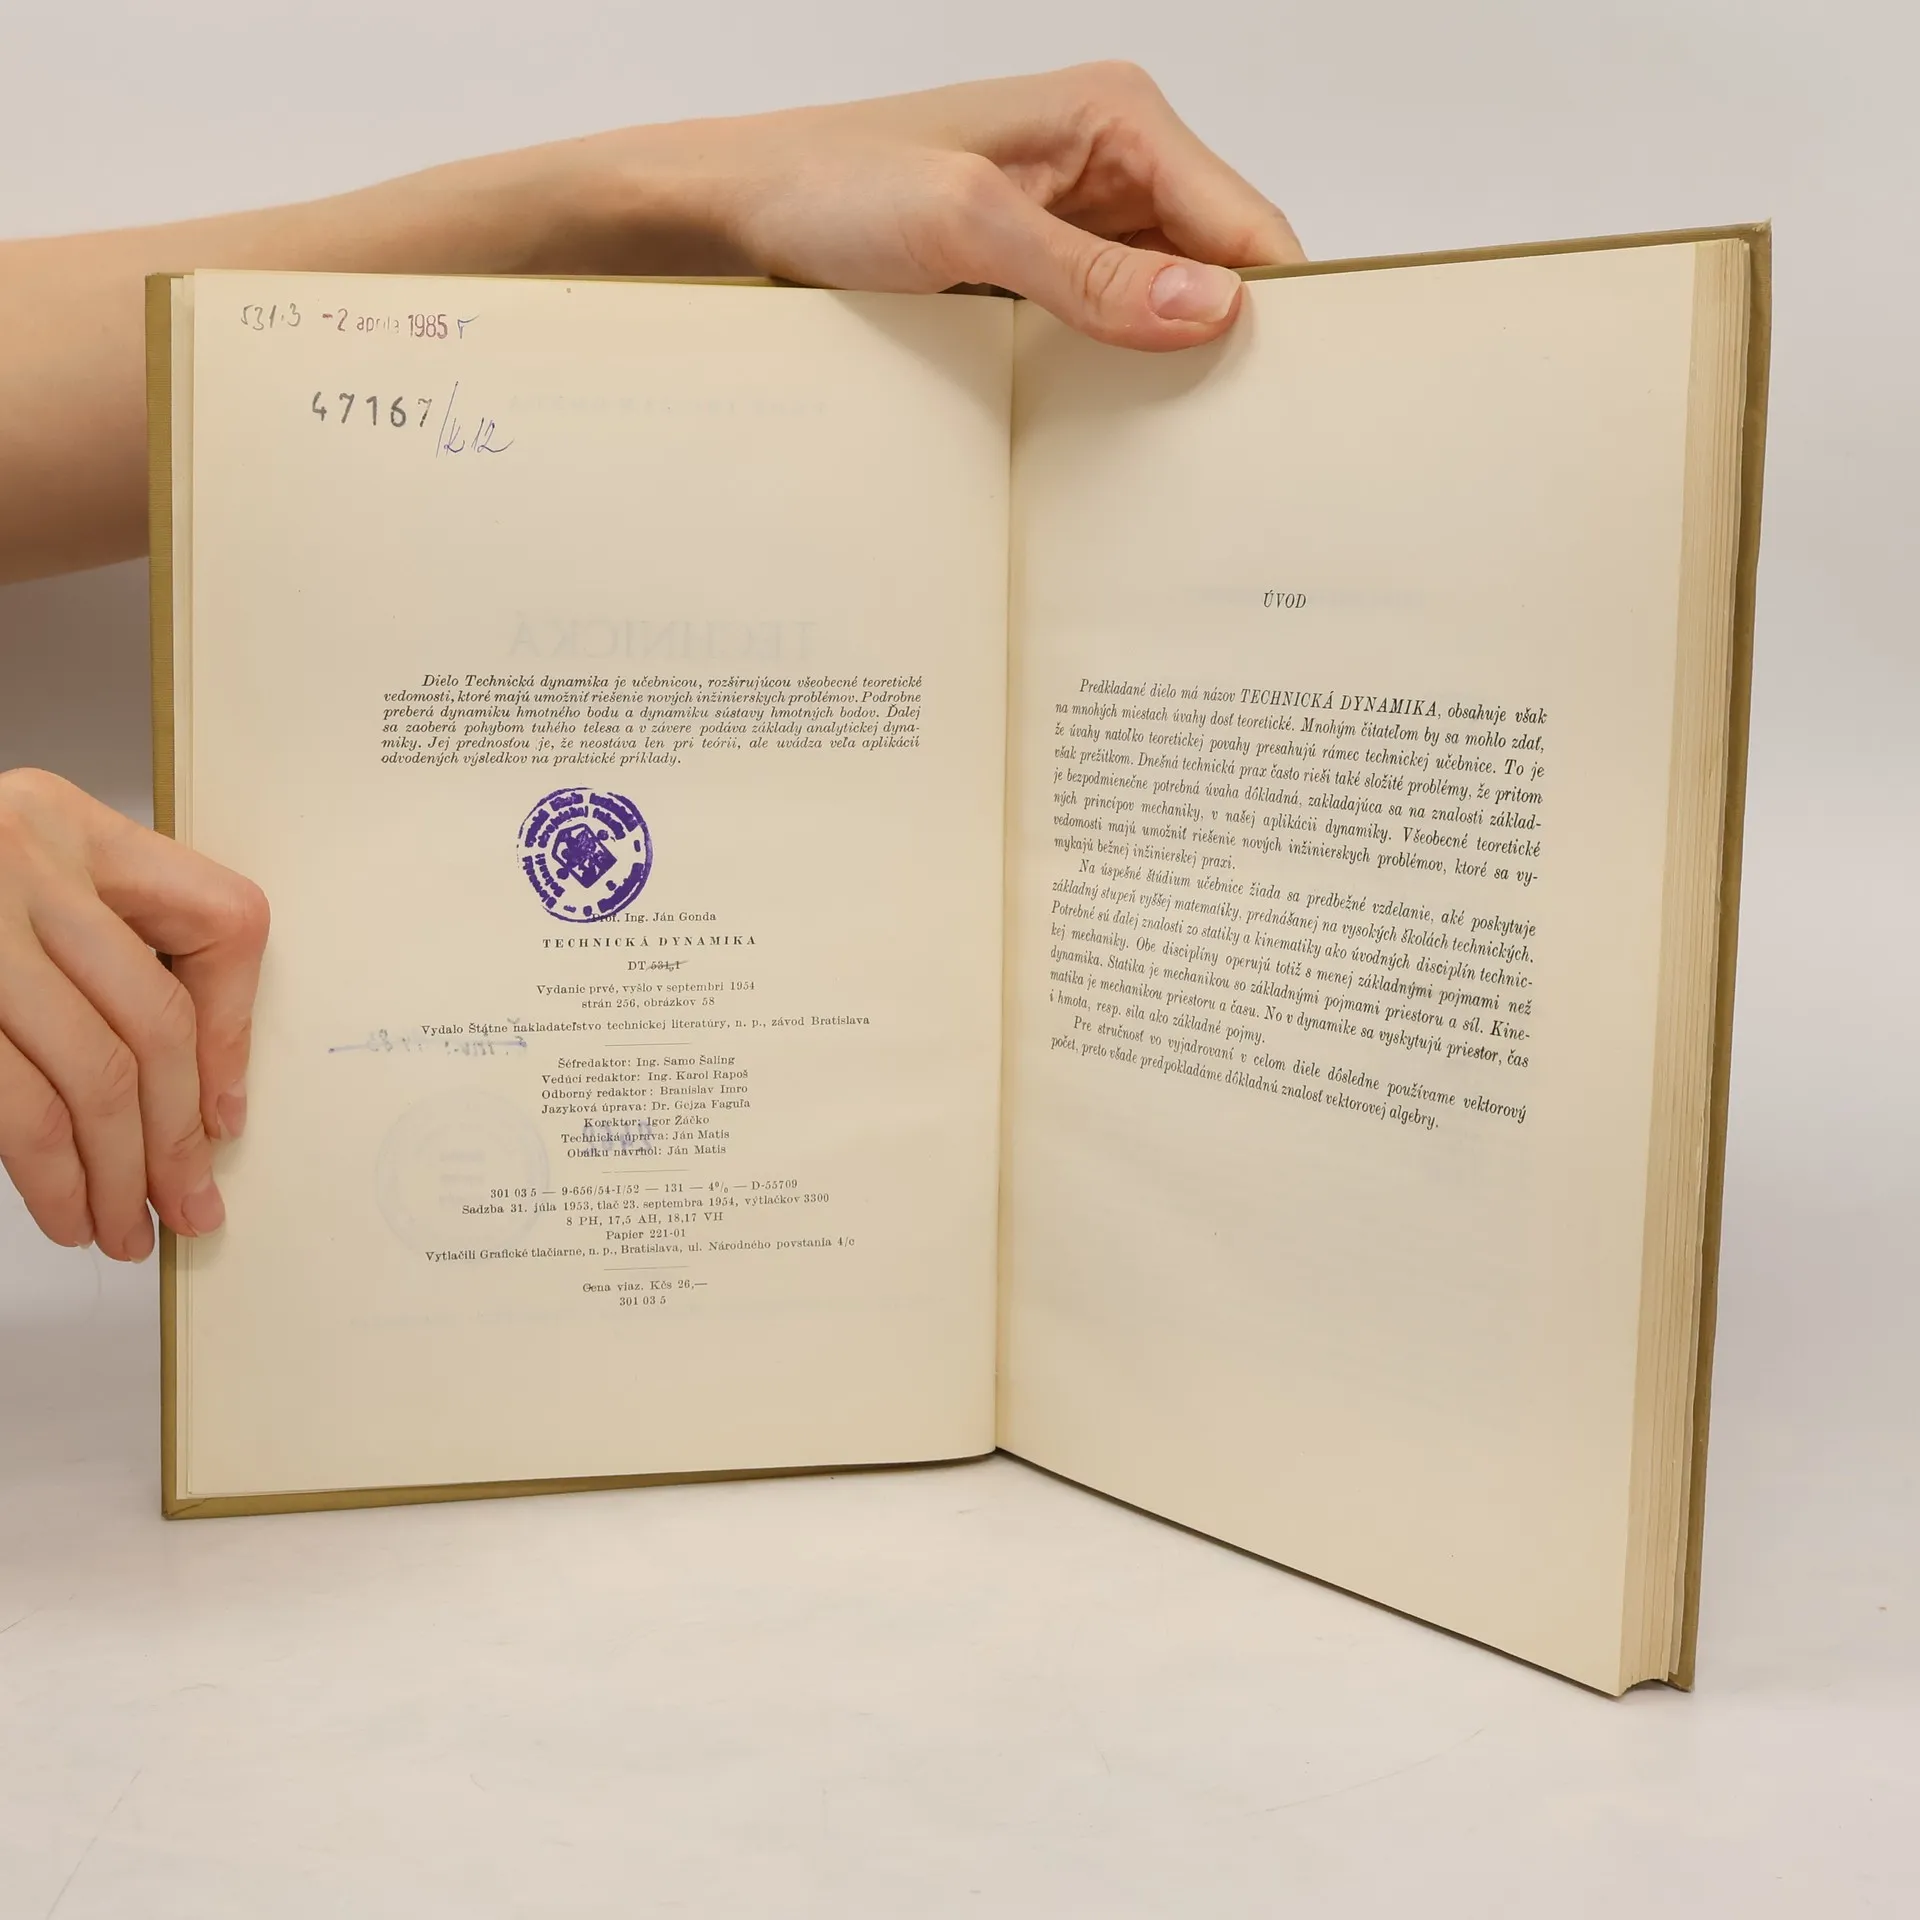 531.3 -2 apríla 1985
47167/K12
Dielo Technická dynamika je učebnicou, rozširujúcou všeobecné teoretické
vedomosti, ktoré majú umožniť riešenie nových inžinierskych problémov. Podrobne
preberá dynamiku hmotného bodu a dynamiku sústavy hmotných bodov. Ďalej
sa zaoberá pohybom tuhého telesa a v závere podáva základy analytickej dyna-
miky. Jej prednosťou je, že neostáva len pri teórii, ale uvádza veľa aplikácií
odvodených výsledkov na praktické príklady.
Prof. Ing. Ján Gonda
TECHNICKÁ DYNAMIKA
DT 531,1
Vydanie prvé, vyšlo v septembri 1954
strán 256, obrázkov 58
Vydalo Štátne nakladateľstvo technickej literatúry, n. p., závod Bratislava
Šéfredaktor: Ing. Samo Šaling
Vedúci redaktor: Ing. Karol Rapoš
Odborný redaktor: Branislav Imro
Jazyková úprava: Dr. Gejza Faguľa
Korektor: Igor Žáčko
Technická úprava: Ján Matis
Obálku navrhol: Ján Matis
301 03 5 — 9-656/54-I/52 — 131 — 4% — D-55709
Sadzba 31. júla 1953, tlač 23. septembra 1954, výtlačkov 3300
8 PH, 17,5 AH, 18,17 VH
Papier 221-01
Vytlačili Grafické tlačiarne, n. p., Bratislava, ul. Národného povstania 4/c
Cena viaz. Kčs 26,—
301 03 5
ÚVOD
Predkladané dielo má názov TECHNICKÁ DYNAMIKA, obsahuje však
na mnohých miestach úvahy dosť teoretické. Mnohým čitateľom by sa mohlo zdať,
že úvahy natoľko teoretickej povahy presahujú rámec technickej učebnice. To je
však prežitkom. Dnešná technická prax často rieši také složité problémy, že pritom
je bezpodmienečne potrebná úvaha dôkladná, zakladajúca sa na znalosti základ-
ných princípov mechaniky, v našej aplikácii dynamiky. Všeobecné teoretické
vedomosti majú umožniť riešenie nových inžinierskych problémov, ktoré sa vy-
mykajú bežnej inžinierskej praxi.
Na úspešné štúdium učebnice žiada sa predbežné vzdelanie, aké poskytuje
základný stupeň vyššej matematiky, prednášanej na vysokých školách technických.
Potrebné sú ďalej znalosti zo statiky a kinematiky ako úvodných disciplín technic-
kej mechaniky. Obe disciplíny operujú totiž s menej základnými pojmami než
dynamika. Statika je mechanikou so základnými pojmami priestoru a síl. Kine-
matika je mechanikou priestoru a času. No v dynamike sa vyskytujú priestor, čas
i hmota, resp. sila ako základné pojmy.
Pre stručnosť vo vyjadrovaní v celom diele dôsledne používame vektorový
počet, preto všade predpokladáme dôkladnú znalosť vektorovej algebry.